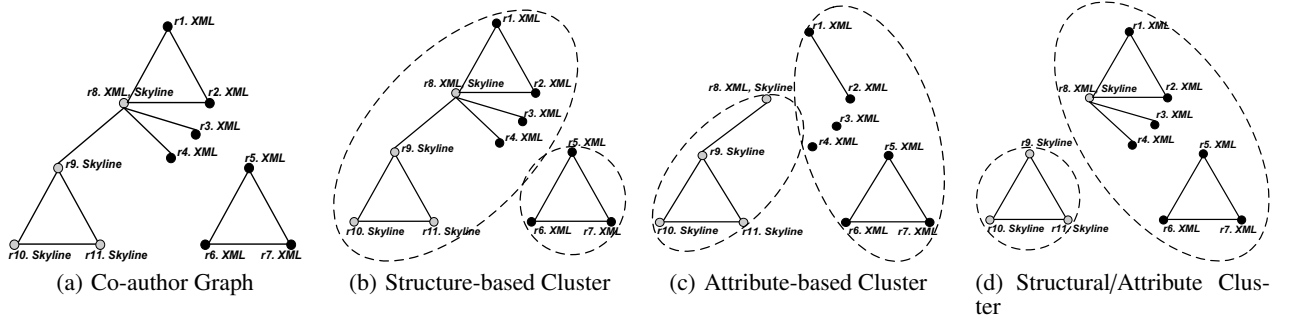 r1. XML
r8. XML, Skyline
r2. XML
r3. XML
r4. XML
r9. Skyline
r5. XML
r10. Skyline
r11. Skyline
r6. XML
r7. XML
(a) Co-author Graph
r1. XML
r8. XML, Skyline
r2. XML
r3. XML
r4. XML
r9. Skyline
r5. XML
r10. Skyline
r11. Skyline
r6. XML
r7. XML
(b) Structure-based Cluster
r1. XML
r8. XML, Skyline
r2. XML
r3. XML
r4. XML
r9. Skyline
r5. XML
r10. Skyline
r11. Skyline
r6. XML
r7. XML
(c) Attribute-based Cluster
r1. XML
r8. XML, Skyline
r2. XML
r3. XML
r4. XML
r9. Skyline
r5. XML
r10. Skyline
r11. Skyline
r6. XML
r7. XML
(d) Structural/Attribute Clus-
ter